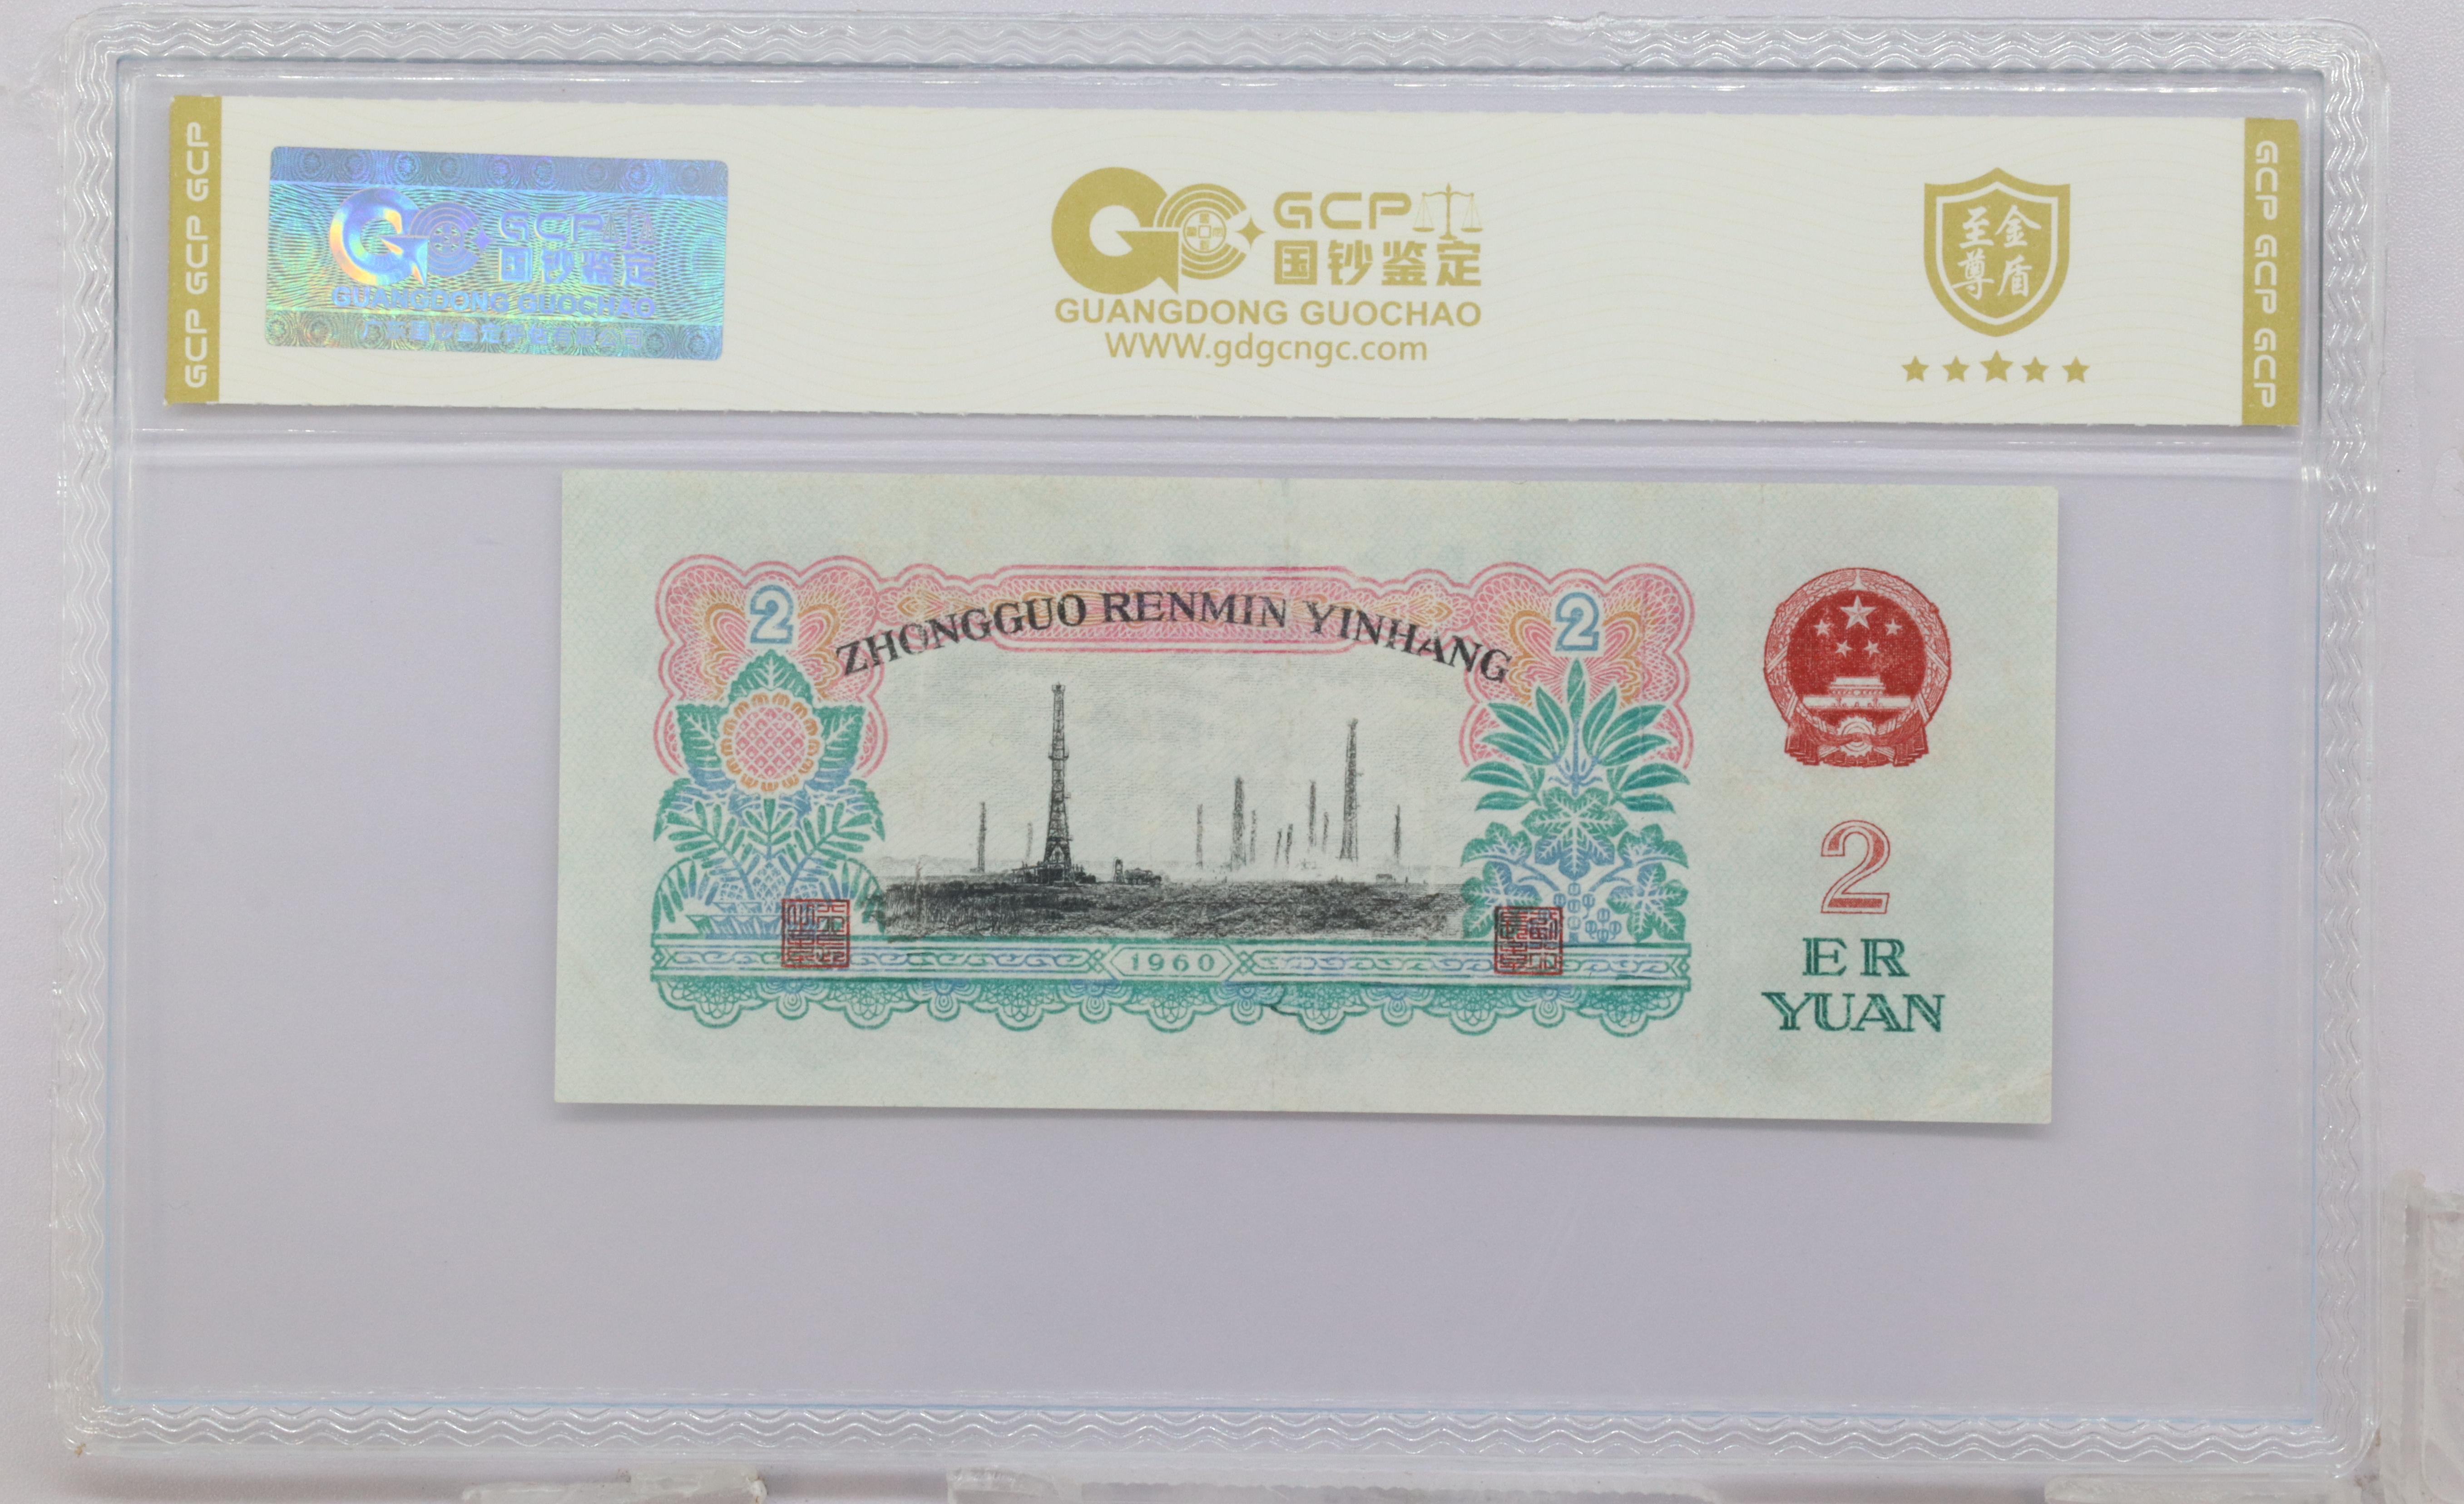 GCP GCP GCP
GCP
国钞鉴定
GUANGDONG GUOCHAO
GCP
国钞鉴定
GUANGDONG GUOCHAO
WWW.gdgcngc.com
至尊
金盾
GCP GCP GCP
2
2
ZHONGGUO RENMIN YINHANG
1960
2
ER
YUAN